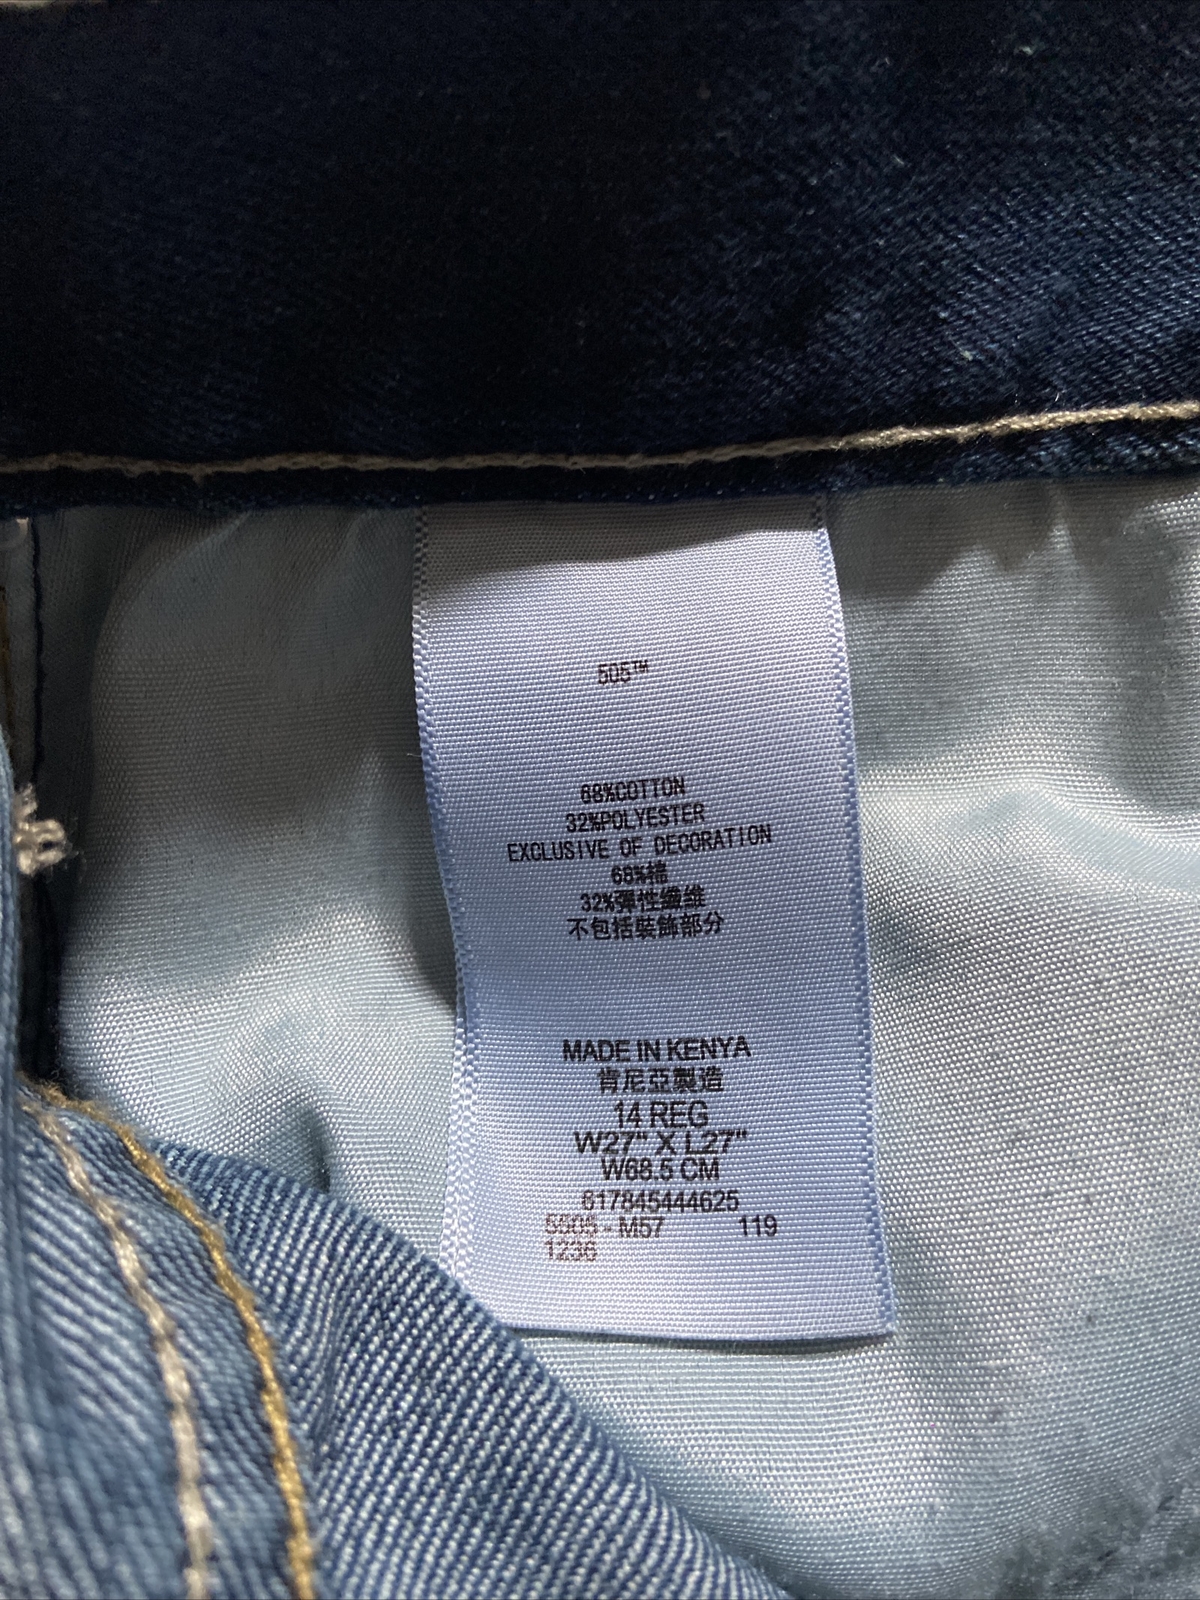 505™
68%COTTON
32%POLYESTER
EXCLUSIVE OF DECORATION
68%棉
32%彈性纖維
不包括裝飾部分
MADE IN KENYA
肯尼亞製造
14 REG
W27" X L27"
W68.5 CM
617845444625
5505 - M57 119
1236